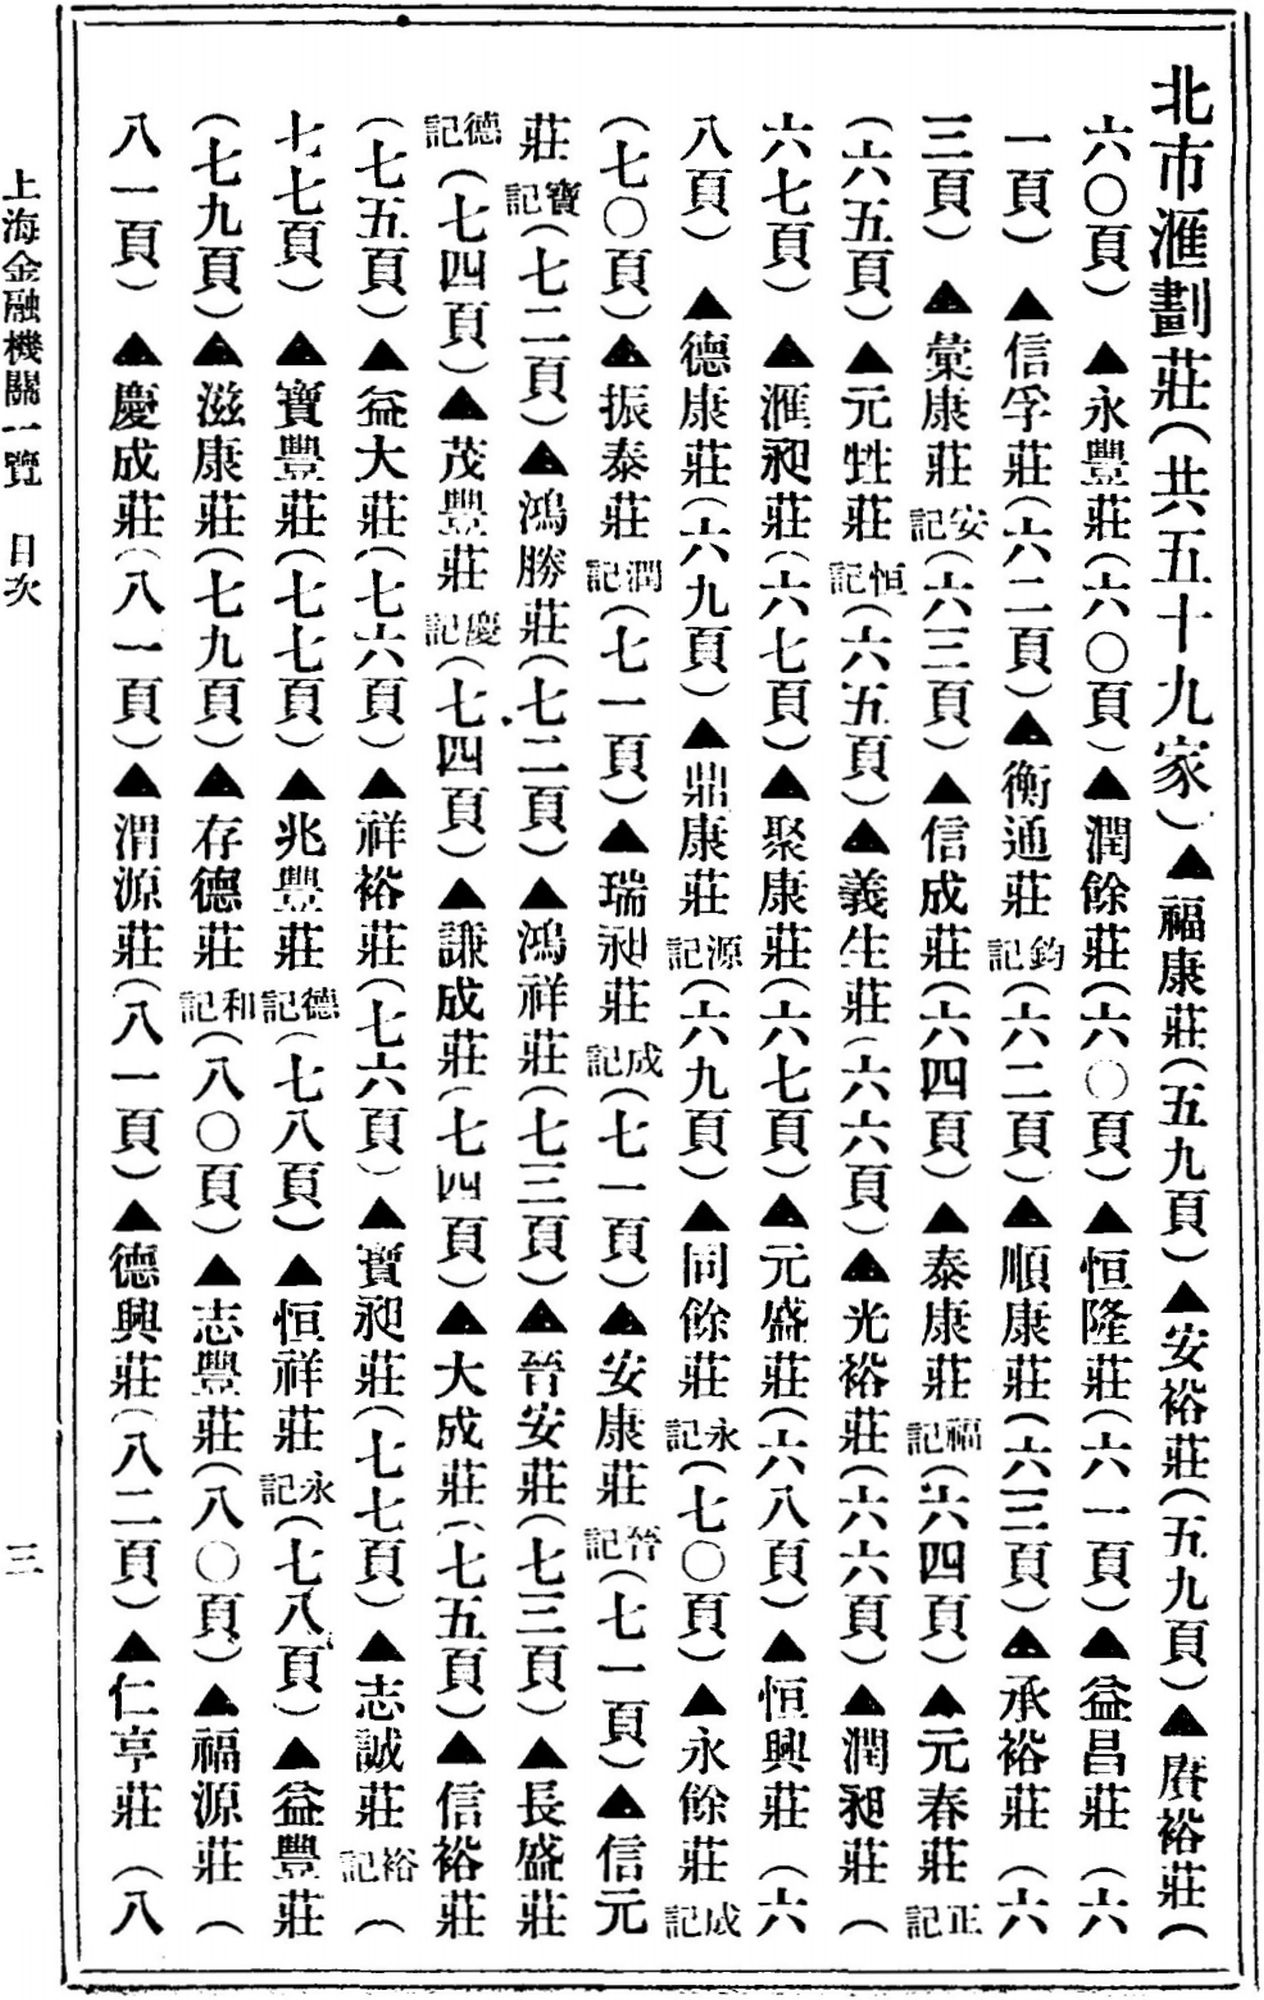 北市滙劃莊(共五十九家)▲福康莊(五九頁)▲安裕莊(五九頁)▲賡裕莊(
六〇頁)▲永豐莊(六〇頁)▲潤餘莊(六〇頁)▲恒隆莊(六一頁)▲益昌莊(六
一頁)▲信孚莊(六二頁)▲衡通莊鈞記(六二頁)▲順康莊(六三頁)▲承裕莊(六
三頁)▲彙康莊安記(六三頁)▲信成莊(六四頁)▲泰康莊福記(六四頁)▲元春莊正記
(六五頁)▲元甡莊恒記(六五頁)▲義生莊(六六頁)▲光裕莊(六六頁)▲潤昶莊(
六七頁)▲滙昶莊(六七頁)▲聚康莊(六七頁)▲元盛莊(六八頁)▲恒興莊(六
八頁)▲德康莊(六九頁)▲鼎康莊源記(六九頁)▲同餘莊永記(七〇頁)▲永餘莊成記
(七〇頁)▲振泰莊潤記(七一頁)▲瑞昶莊成記(七一頁)▲安康莊晉記(七一頁)▲信元
莊寶記(七二頁)▲鴻勝莊(七二頁)▲鴻祥莊(七三頁)▲晉安莊(七三頁)▲長盛莊
德記(七四頁)▲茂豐莊慶記(七四頁)▲謙成莊(七四頁)▲大成莊(七五頁)▲信裕莊
(七五頁)▲益大莊(七六頁)▲祥裕莊(七六頁)▲寶昶莊(七七頁)▲志誠莊裕記(
七七頁)▲寶豐莊(七七頁)▲兆豐莊德記(七八頁)▲恒祥莊永記(七八頁)▲益豐莊
(七九頁)▲滋康莊(七九頁)▲存德莊和記(八〇頁)▲志豐莊(八〇頁)▲福源莊(
八一頁)▲慶成莊(八一頁)▲渭源莊(八一頁)▲德興莊(八二頁)▲仁亨莊(八
上海金融機關一覽 目次 三